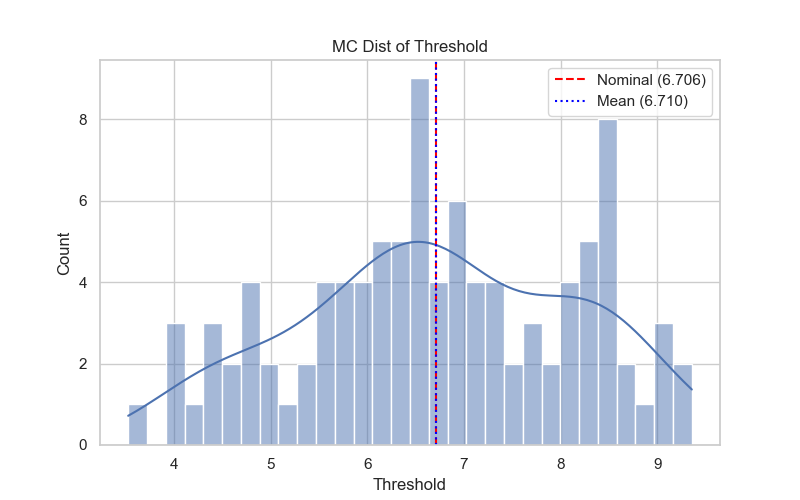 MC Dist of Threshold
Nominal (6.706)
Mean (6.710)
Count
8
6
4
2
0
4 5 6 7 8 9
Threshold